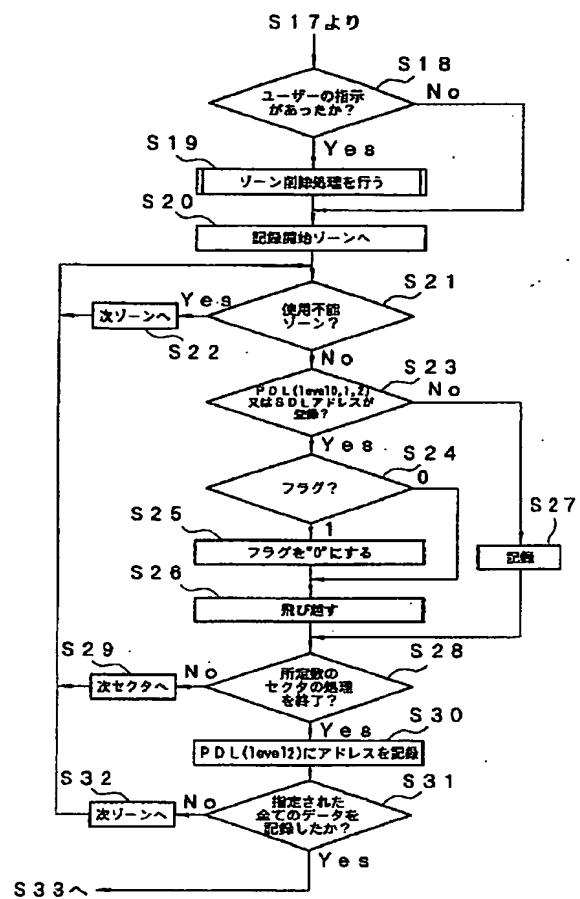 S17より
S18
ユーザーの指示
があったか?
No
Yes
S19
ゾーン削除処理を行う
S20
記録開始ゾーンへ
S21
使用不能
ゾーン?
Yes
次ゾーンへ
S22
No
S23
PDL(level0,1,2)
又はSDLアドレスが
登録?
No
Yes
S24
フラグ?
0
1
S25
フラグを"0"にする
S27
記録
S26
飛び越す
S28
所定数の
セクタの処理
を終了?
S29
No
次セクタへ
Yes
S30
PDL(level2)にアドレスを記録
S31
指定された
全てのデータを
記録したか?
S32
No
次ゾーンへ
Yes
S33へ